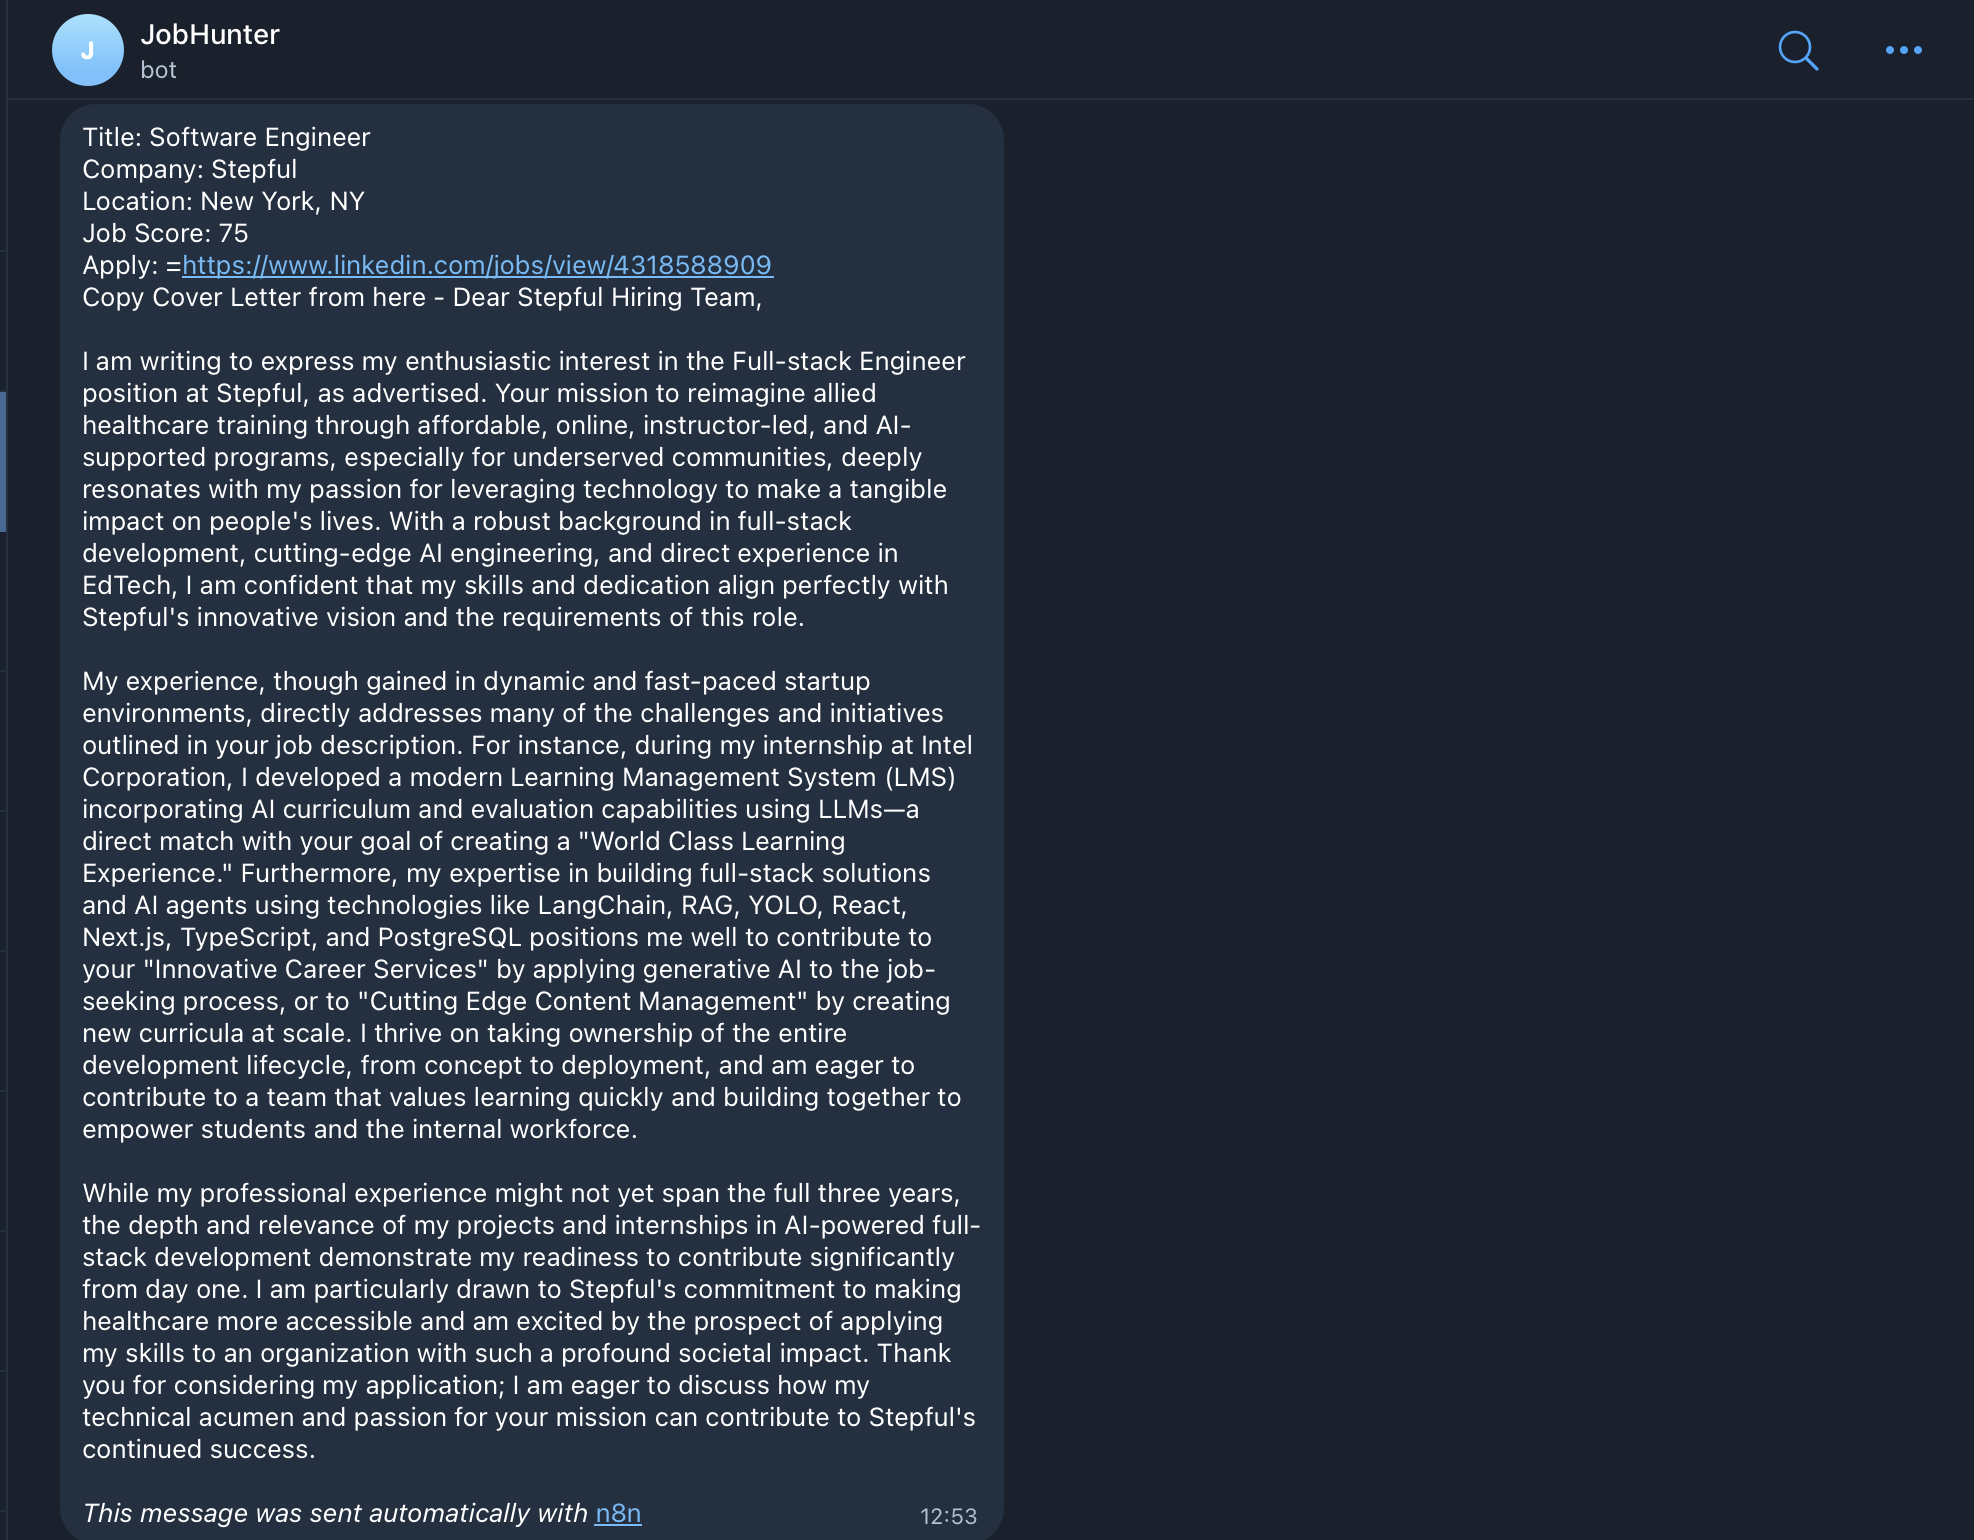 J
JobHunter
bot
Title: Software Engineer
Company: Stepful
Location: New York, NY
Job Score: 75
Apply: =https://www.linkedin.com/jobs/view/4318588909
Copy Cover Letter from here - Dear Stepful Hiring Team,
I am writing to express my enthusiastic interest in the Full-stack Engineer
position at Stepful, as advertised. Your mission to reimagine allied
healthcare training through affordable, online, instructor-led, and AI-
supported programs, especially for underserved communities, deeply
resonates with my passion for leveraging technology to make a tangible
impact on people's lives. With a robust background in full-stack
development, cutting-edge AI engineering, and direct experience in
EdTech, I am confident that my skills and dedication align perfectly with
Stepful's innovative vision and the requirements of this role.
My experience, though gained in dynamic and fast-paced startup
environments, directly addresses many of the challenges and initiatives
outlined in your job description. For instance, during my internship at Intel
Corporation, I developed a modern Learning Management System (LMS)
incorporating AI curriculum and evaluation capabilities using LLMs—a
direct match with your goal of creating a "World Class Learning
Experience." Furthermore, my expertise in building full-stack solutions
and AI agents using technologies like LangChain, RAG, YOLO, React,
Next.js, TypeScript, and PostgreSQL positions me well to contribute to
your "Innovative Career Services" by applying generative AI to the job-
seeking process, or to "Cutting Edge Content Management" by creating
new curricula at scale. I thrive on taking ownership of the entire
development lifecycle, from concept to deployment, and am eager to
contribute to a team that values learning quickly and building together to
empower students and the internal workforce.
While my professional experience might not yet span the full three years,
the depth and relevance of my projects and internships in AI-powered full-
stack development demonstrate my readiness to contribute significantly
from day one. I am particularly drawn to Stepful's commitment to making
healthcare more accessible and am excited by the prospect of applying
my skills to an organization with such a profound societal impact. Thank
you for considering my application; I am eager to discuss how my
technical acumen and passion for your mission can contribute to Stepful's
continued success.
This message was sent automatically with n8n
12:53